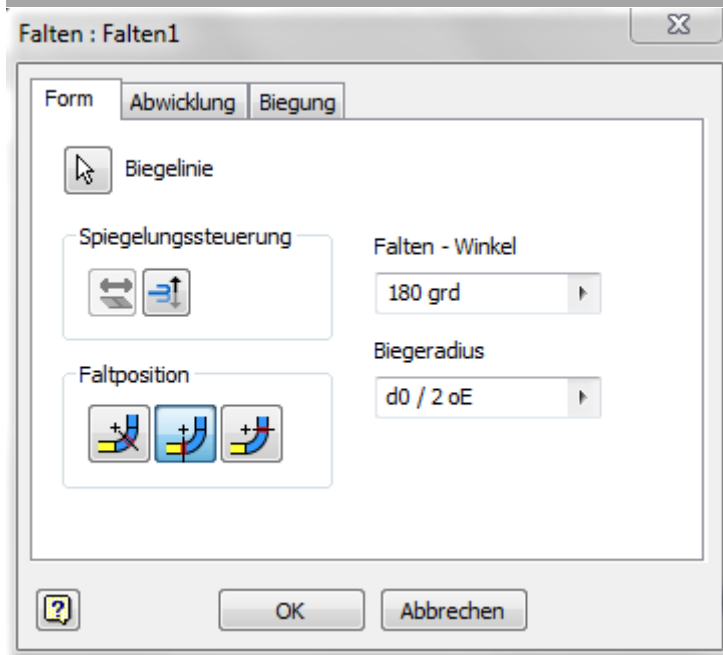 Falten : Falten1
Form Abwicklung Biegung
Biegelinie
Spiegelungssteuerung
Falten - Winkel
180 grd
Biegeradius
Faltposition
d0 / 2 oE
OK Abbrechen